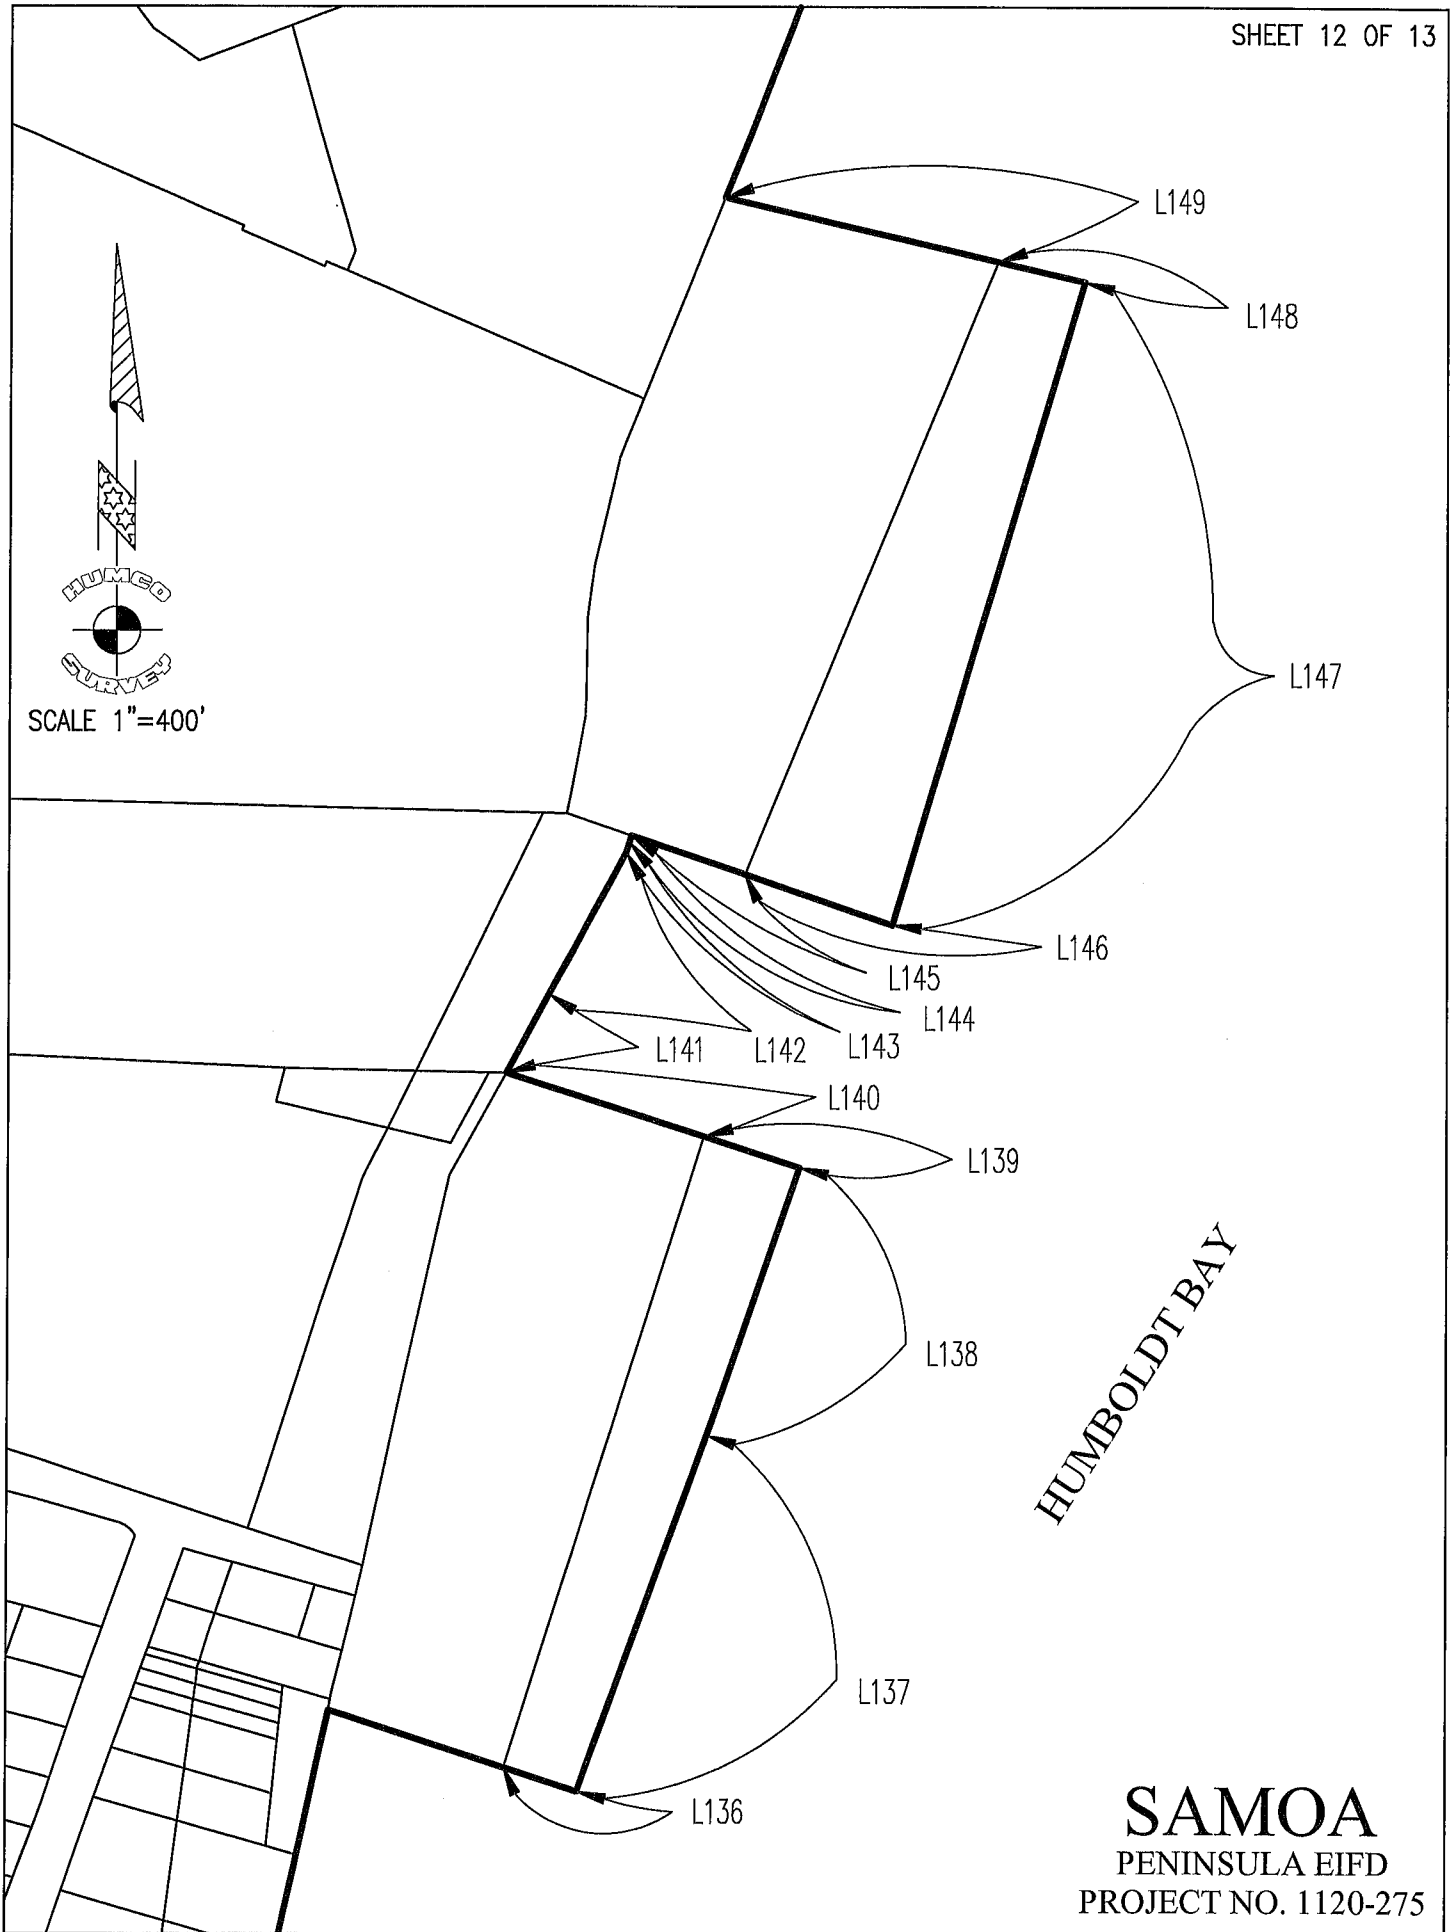 SHEET 12 OF 13
L149
L148
HUMCO
SURVEY
SCALE 1"=400'
L147
L146
L145
L144
L143
L142
L141
L140
L139
L138
HUMBOLDT BAY
L137
L136
SAMOA
PENINSULA EIFD
PROJECT NO. 1120-275